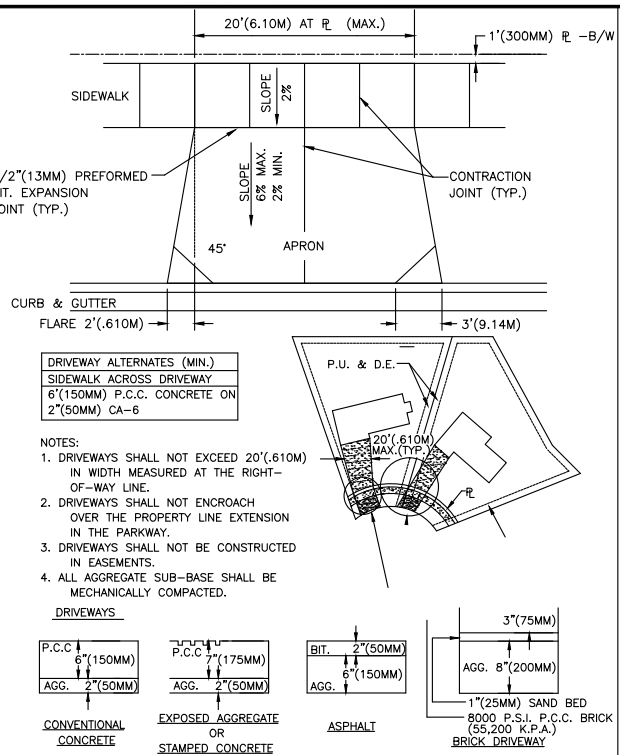 20'(6.10M) AT ℄ (MAX.)
1'(300MM) ℄ -B/W
SIDEWALK
SLOPE
2%
/2"(13MM) PREFORMED
IT. EXPANSION
OINT (TYP.)
SLOPE
6% MAX.
2% MIN.
CONTRACTION
JOINT (TYP.)
45°
APRON
CURB & GUTTER
FLARE 2'(.610M)
3'(9.14M)
DRIVEWAY ALTERNATES (MIN.)
SIDEWALK ACROSS DRIVEWAY
6'(150MM) P.C.C. CONCRETE ON
2"(50MM) CA-6
P.U. & D.E.
20'(.610M)
MAX.(TYP.)
℄
NOTES:
1. DRIVEWAYS SHALL NOT EXCEED 20'(.610M)
IN WIDTH MEASURED AT THE RIGHT-
OF-WAY LINE.
2. DRIVEWAYS SHALL NOT ENCROACH
OVER THE PROPERTY LINE EXTENSION
IN THE PARKWAY.
3. DRIVEWAYS SHALL NOT BE CONSTRUCTED
IN EASEMENTS.
4. ALL AGGREGATE SUB-BASE SHALL BE
MECHANICALLY COMPACTED.
DRIVEWAYS
P.C.C
6"(150MM)
AGG. 2"(50MM)
CONVENTIONAL
CONCRETE
P.C.C 7"(175MM)
AGG. 2"(50MM)
EXPOSED AGGREGATE
OR
STAMPED CONCRETE
BIT. 2"(50MM)
6"(150MM)
AGG.
ASPHALT
3"(75MM)
AGG. 8"(200MM)
1"(25MM) SAND BED
8000 P.S.I. P.C.C. BRICK
(55,200 K.P.A.)
BRICK DRIVEWAY